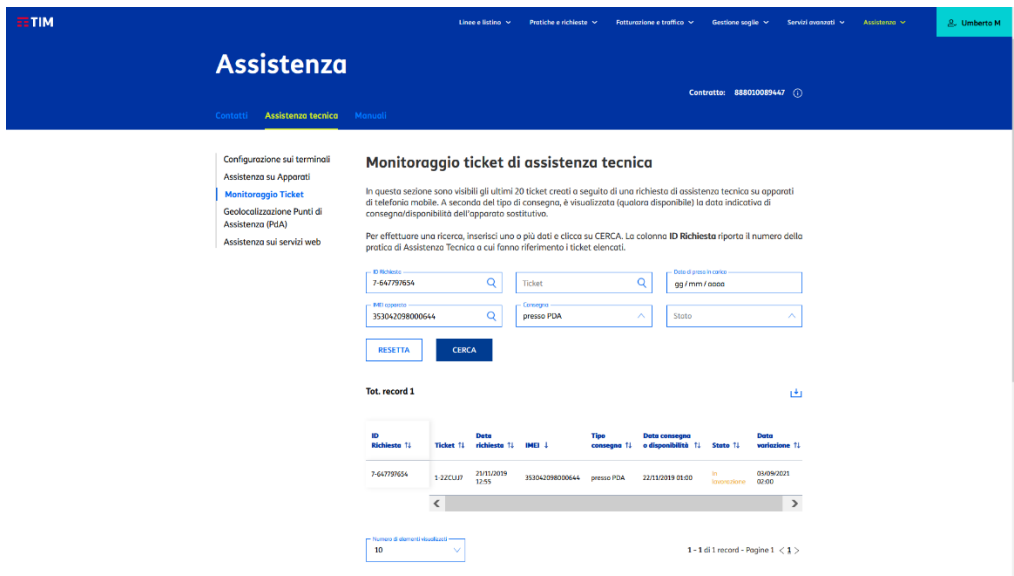 TIM
Linee e listino
Pratiche e richieste
Fatturazione e traffico
Gestione soglie
Servizi avanzati
Assistenza
Umberto M
Assistenza
Contratto: 888010089447
Contatti Assistenza tecnica Manuali
Configurazione sui terminali
Assistenza su Apparati
Monitoraggio Ticket
Geolocalizzazione Punti di
Assistenza (PdA)
Assistenza sui servizi web
Monitoraggio ticket di assistenza tecnica
In questa sezione sono visibili gli ultimi 20 ticket creati a seguito di una richiesta di assistenza tecnica su apparati
di telefonia mobile. A seconda del tipo di consegna, è visualizzata (qualora disponibile) la data indicativa di
consegna/disponibilità dell'apparato sostitutivo.
Per effettuare una ricerca, inserisci uno o più dati e clicca su CERCA. La colonna ID Richiesta riporta il numero della
pratica di Assistenza Tecnica a cui fanno riferimento i ticket elencati.
ID Richiesta
7-647797654
Ticket
Data di presa in carico
gg / mm / aaaa
IMEI apparato
353042098000644
Consegna
presso PDA
Stato
RESETTA CERCA
Tot. record 1
ID
Richiesta
Ticket
Data
richiesta
IMEI
Tipo
consegna
Data consegna
o disponibilità
Stato
Data
variazione
7-647797654
1-2ZCUJ7
21/11/2019
12:55
353042098000644
presso PDA
22/11/2019 01:00
In
lavorazione
03/09/2021
02:00
Numero di elementi visualizzati
10
1 - 1 di 1 record - Pagine 1 < 1 >